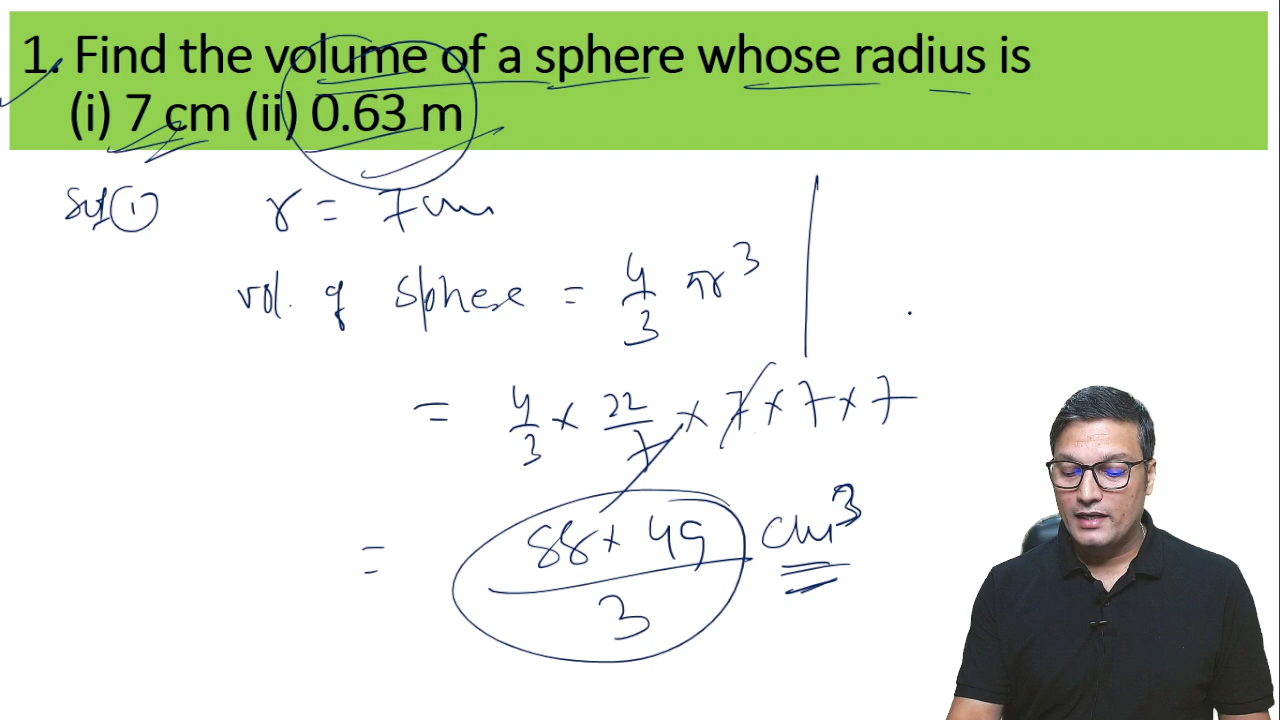 1. Find the volume of a sphere whose radius is
(i) 7 cm (ii) 0.63 m
Sol (i) r = 7cm
vol. of sphere = 4/3 πr³
= 4/3 × 22/7 × 7 × 7 × 7
= 88 × 49 / 3 cm³